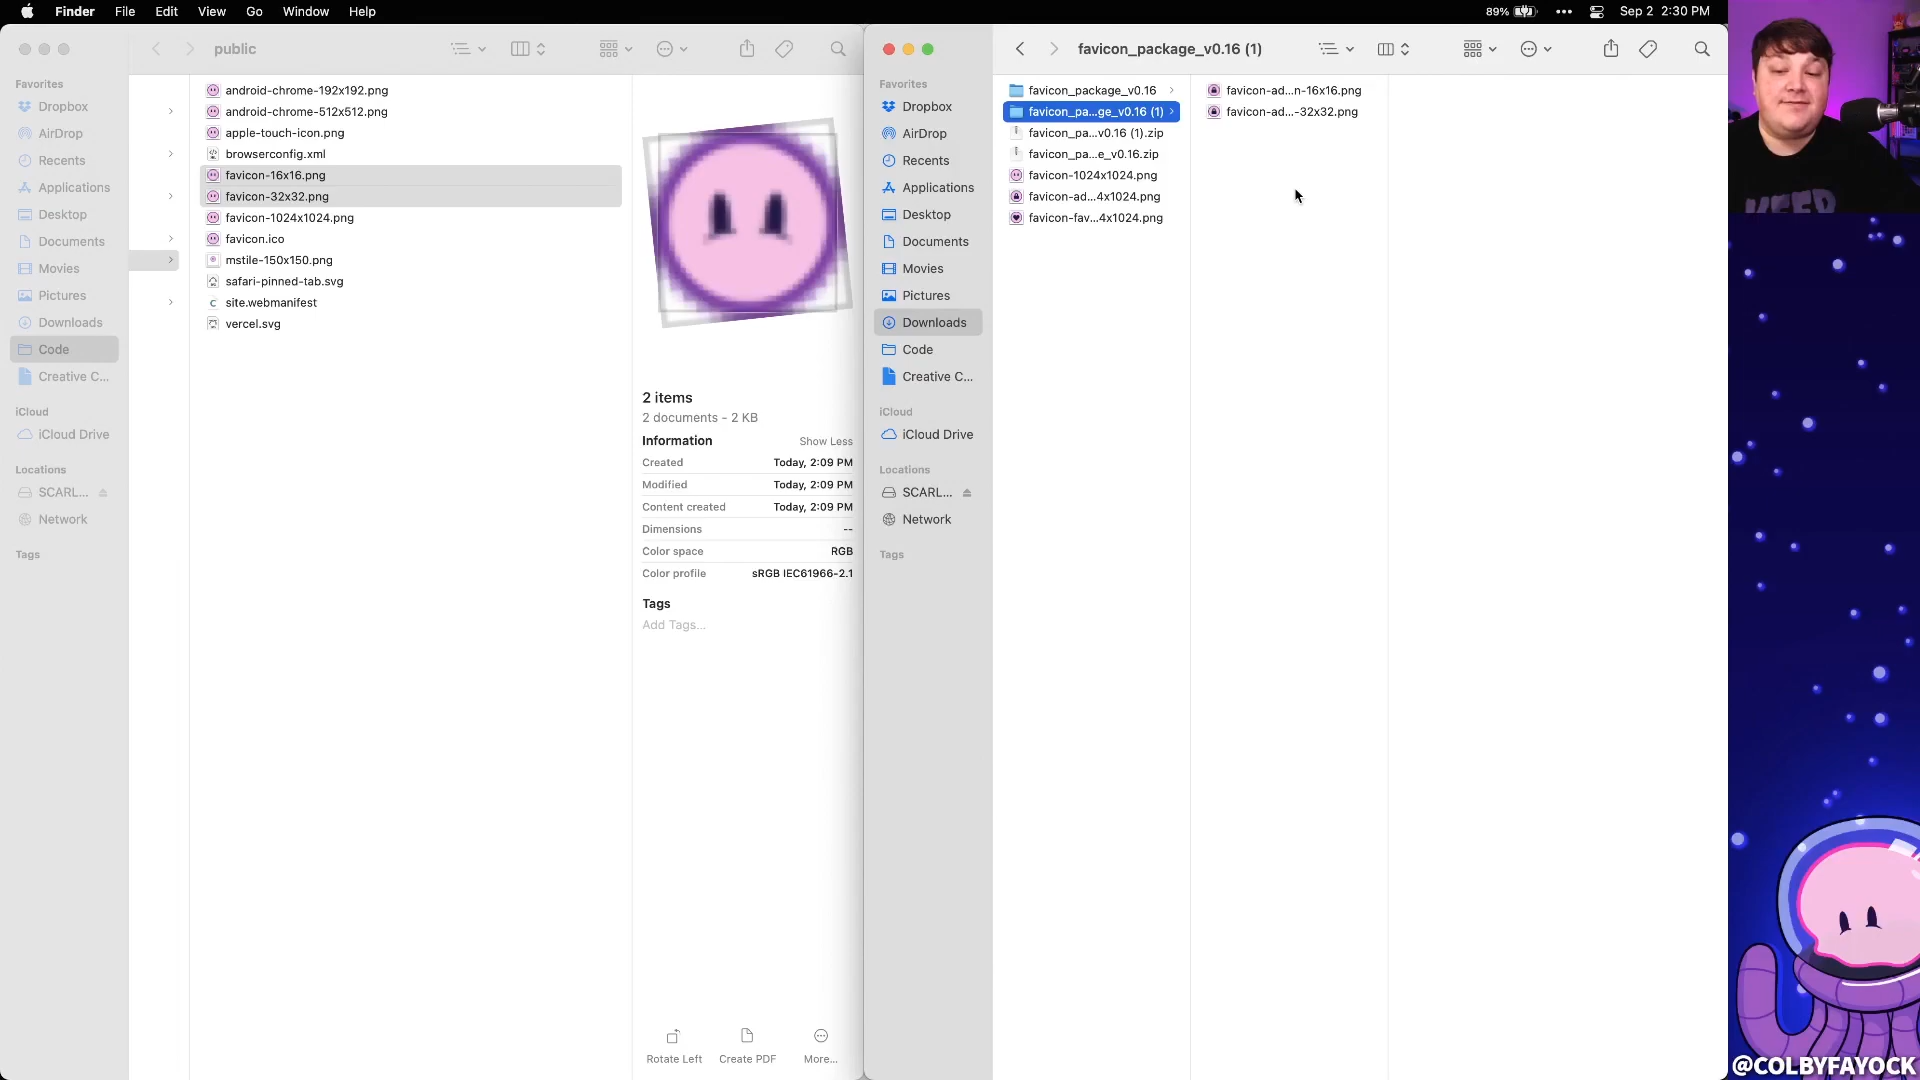 Finder File Edit View Go Window Help
89% Sep 2 2:30 PM
public
Favorites
Dropbox
AirDrop
Recents
Applications
Desktop
Documents
Movies
Pictures
Downloads
Code
Creative C...
iCloud
iCloud Drive
Locations
SCARL...
Network
Tags
android-chrome-192x192.png
android-chrome-512x512.png
apple-touch-icon.png
browserconfig.xml
favicon-16x16.png
favicon-32x32.png
favicon-1024x1024.png
favicon.ico
mstile-150x150.png
safari-pinned-tab.svg
site.webmanifest
vercel.svg
2 items
2 documents - 2 KB
Information Show Less
Created Today, 2:09 PM
Modified Today, 2:09 PM
Content created Today, 2:09 PM
Dimensions --
Color space RGB
Color profile sRGB IEC61966-2.1
Tags
Add Tags...
Rotate Left Create PDF More...
favicon_package_v0.16 (1)
Favorites
Dropbox
AirDrop
Recents
Applications
Desktop
Documents
Movies
Pictures
Downloads
Code
Creative C...
iCloud
iCloud Drive
Locations
SCARL...
Network
Tags
favicon_package_v0.16
favicon_pa...ge_v0.16 (1)
favicon_pa...v0.16 (1).zip
favicon_pa...e_v0.16.zip
favicon-1024x1024.png
favicon-ad...4x1024.png
favicon-fav...4x1024.png
favicon-ad...n-16x16.png
favicon-ad...-32x32.png
KEEP
@COLBYFAYOCK